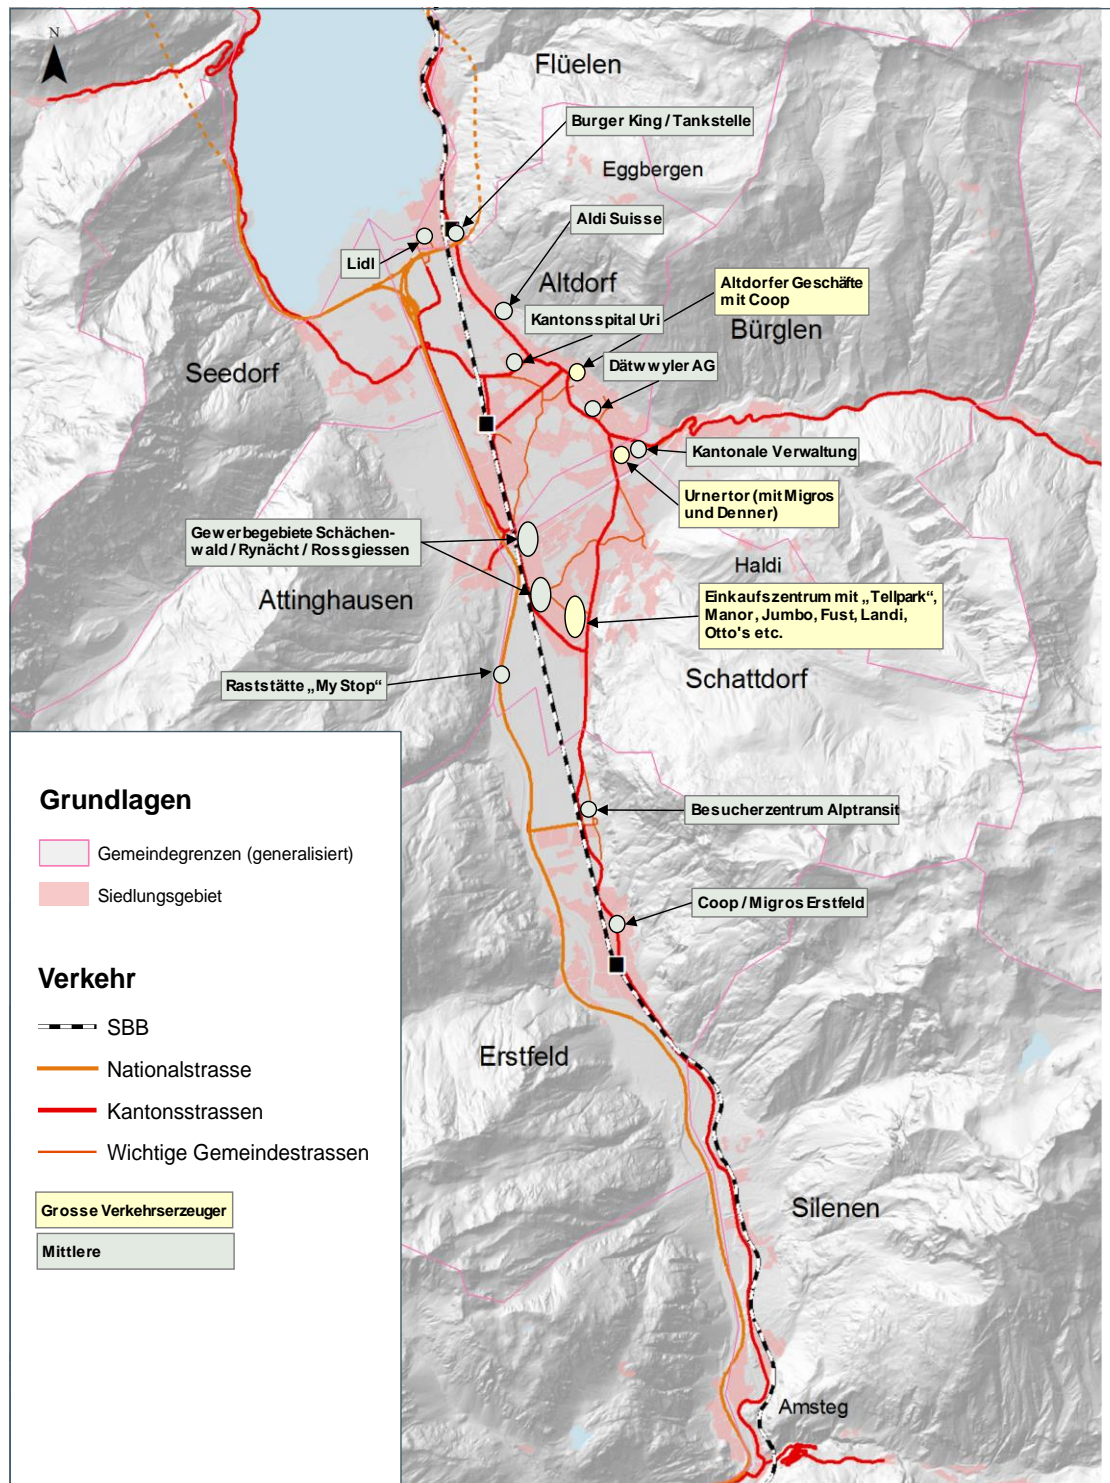 N
Flüelen
Burger King / Tankstelle
Eggbergen
Aldi Suisse
Lidl
Altdorf
Altdorfer Geschäfte
mit Coop
Kantonsspital Uri
Bürglen
Seedorf
Dätwwyler AG
Kantonale Verwaltung
Urnertor (mit Migros
und Denner)
Gewerbegebiete Schächen-
wald / Rynächt / Rossgiessen
Haldi
Attinghausen
Einkaufszentrum mit „Tellpark“,
Manor, Jumbo, Fust, Landi,
Otto's etc.
Raststätte „My Stop“
Schattdorf
Besucherzentrum Alptransit
Coop / Migros Erstfeld
Erstfeld
Silenen
Amsteg
Grundlagen
Gemeindegrenzen (generalisiert)
Siedlungsgebiet
Verkehr
SBB
Nationalstrasse
Kantonsstrassen
Wichtige Gemeindestrassen
Grosse Verkehrserzeuger
Mittlere